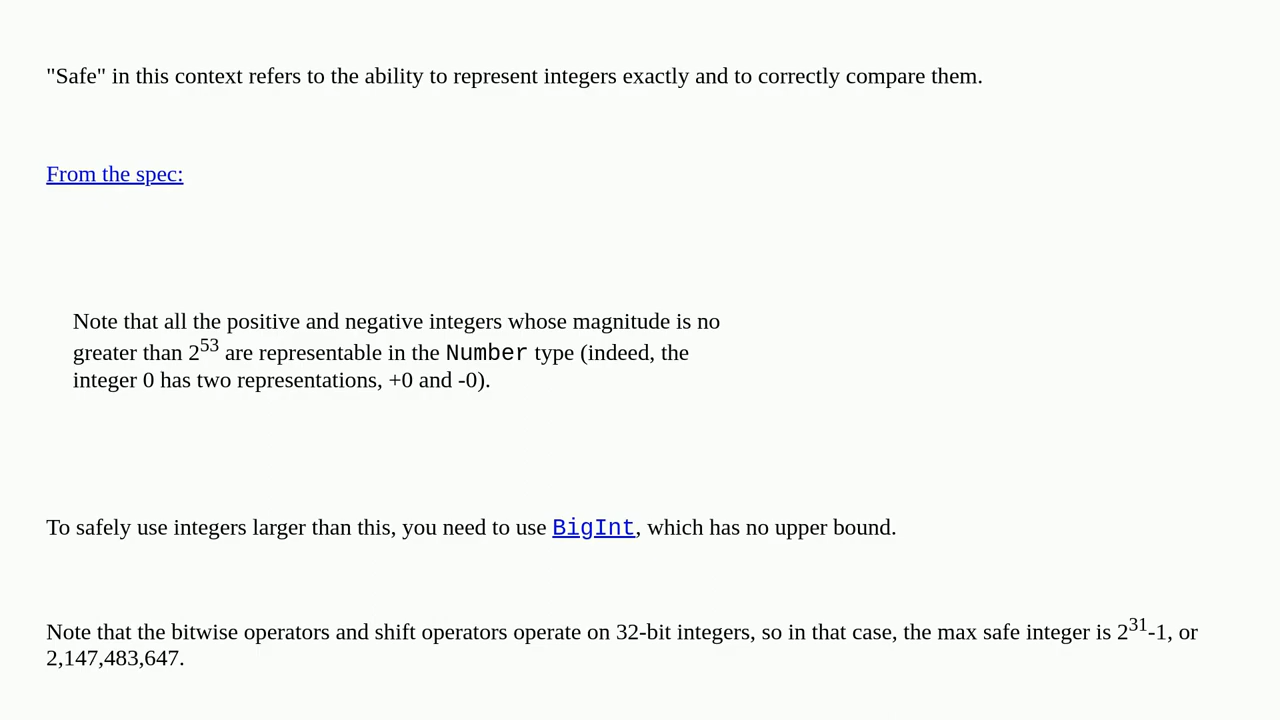 "Safe" in this context refers to the ability to represent integers exactly and to correctly compare them.
From the spec:
Note that all the positive and negative integers whose magnitude is no
greater than 2⁵³ are representable in the Number type (indeed, the
integer 0 has two representations, +0 and -0).
To safely use integers larger than this, you need to use BigInt, which has no upper bound.
Note that the bitwise operators and shift operators operate on 32-bit integers, so in that case, the max safe integer is 2³¹-1, or
2,147,483,647.